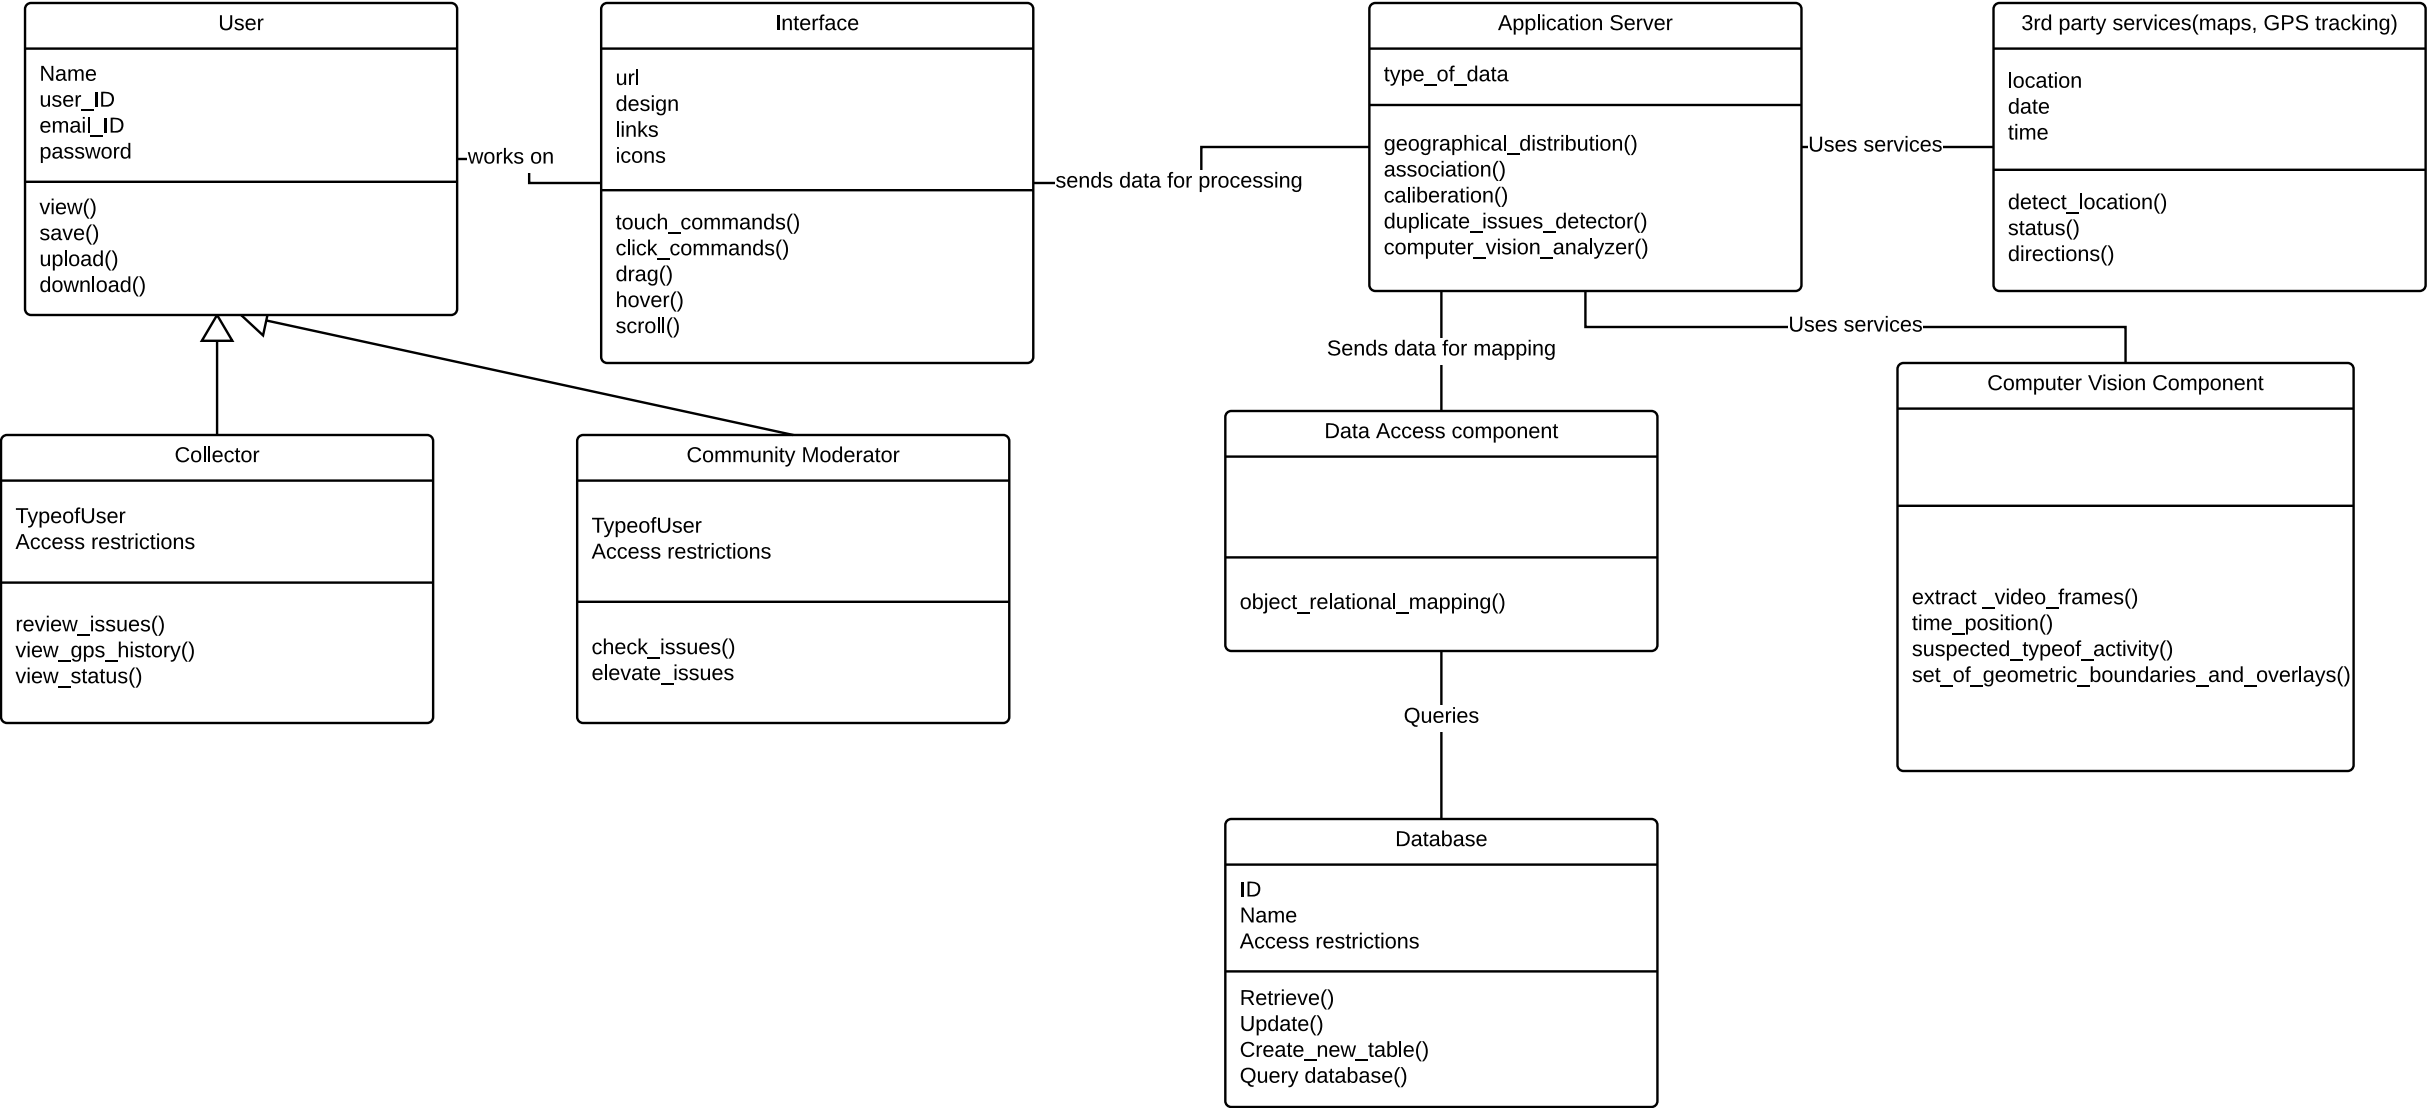 User
Name
user_ID
email_ID
password
view()
save()
upload()
download()
works on
Interface
url
design
links
icons
touch_commands()
click_commands()
drag()
hover()
scroll()
sends data for processing
Application Server
type_of_data
geographical_distribution()
association()
caliberation()
duplicate_issues_detector()
computer_vision_analyzer()
Uses services
3rd party services(maps, GPS tracking)
location
date
time
detect_location()
status()
directions()
Uses services
Sends data for mapping
Collector
TypeofUser
Access restrictions
review_issues()
view_gps_history()
view_status()
Community Moderator
TypeofUser
Access restrictions
check_issues()
elevate_issues
Data Access component
object_relational_mapping()
Computer Vision Component
extract _video_frames()
time_position()
suspected_typeof_activity()
set_of_geometric_boundaries_and_overlays()
Queries
Database
ID
Name
Access restrictions
Retrieve()
Update()
Create_new_table()
Query database()